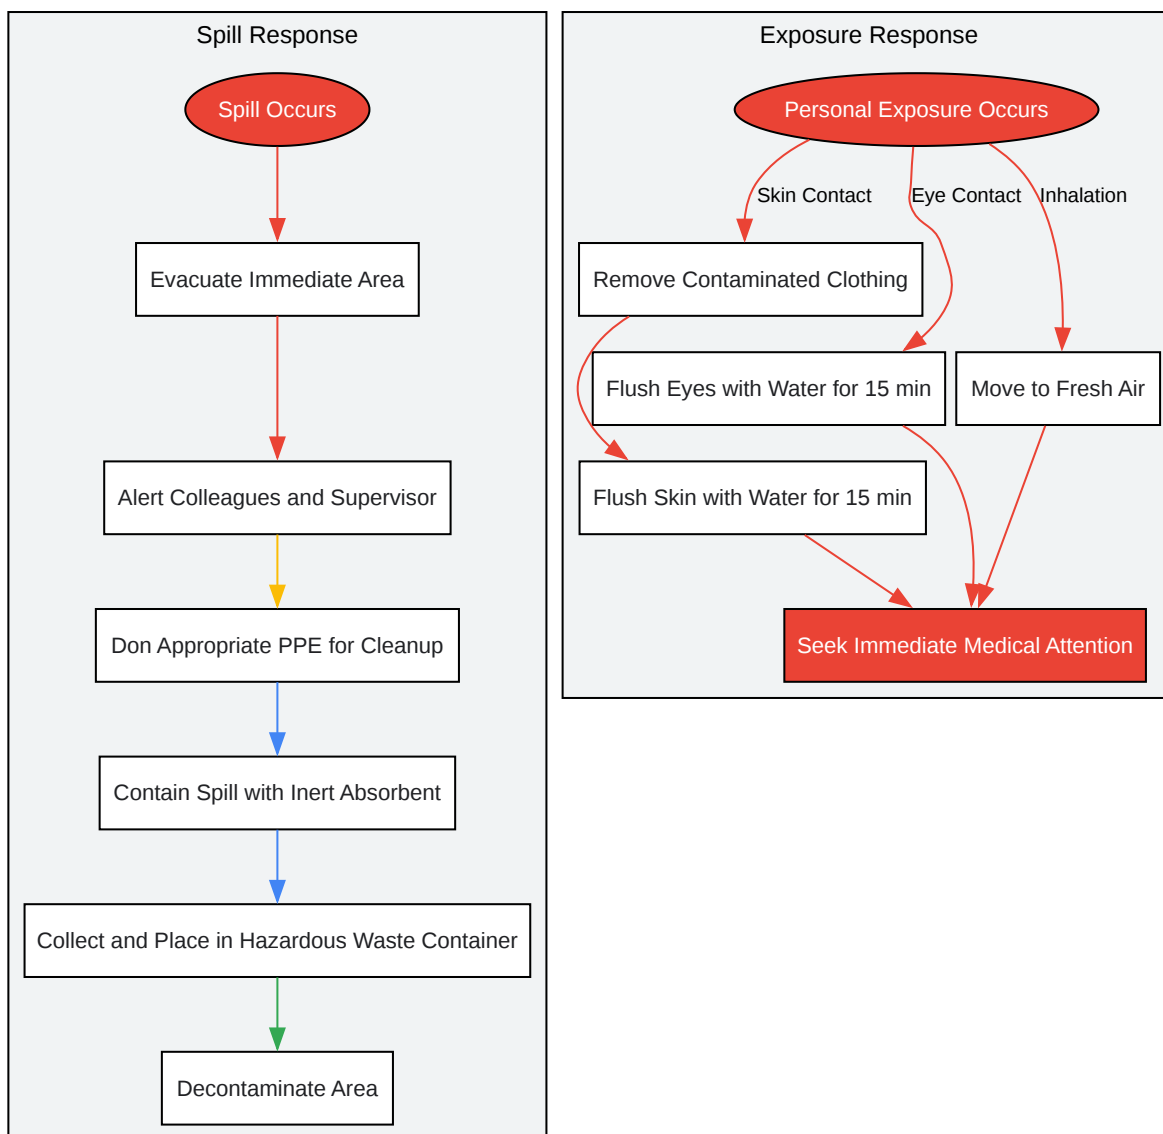 Spill Response
Spill Occurs
Evacuate Immediate Area
Alert Colleagues and Supervisor
Don Appropriate PPE for Cleanup
Contain Spill with Inert Absorbent
Collect and Place in Hazardous Waste Container
Decontaminate Area
Exposure Response
Personal Exposure Occurs
Skin Contact
Eye Contact
Inhalation
Remove Contaminated Clothing
Flush Eyes with Water for 15 min
Move to Fresh Air
Flush Skin with Water for 15 min
Seek Immediate Medical Attention